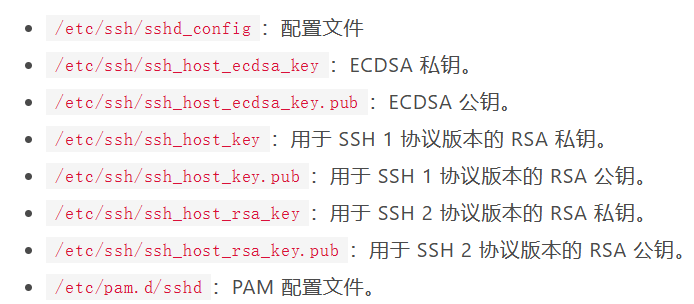 /etc/ssh/sshd_config：配置文件
/etc/ssh/ssh_host_ecdsa_key：ECDSA 私钥。
/etc/ssh/ssh_host_ecdsa_key.pub：ECDSA 公钥。
/etc/ssh/ssh_host_key：用于 SSH 1 协议版本的 RSA 私钥。
/etc/ssh/ssh_host_key.pub：用于 SSH 1 协议版本的 RSA 公钥。
/etc/ssh/ssh_host_rsa_key：用于 SSH 2 协议版本的 RSA 私钥。
/etc/ssh/ssh_host_rsa_key.pub：用于 SSH 2 协议版本的 RSA 公钥。
/etc/pam.d/sshd：PAM 配置文件。